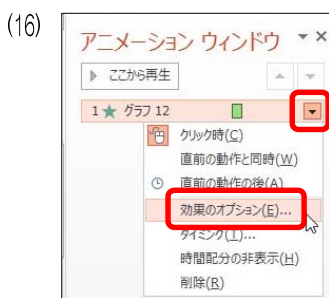 (16)
アニメーション ウィンドウ
ここから再生
1 グラフ 12
クリック時(C)
直前の動作と同時(W)
直前の動作の後(A)
効果のオプション(E)...
タイミング(T)...
時間配分の非表示(H)
削除(R)